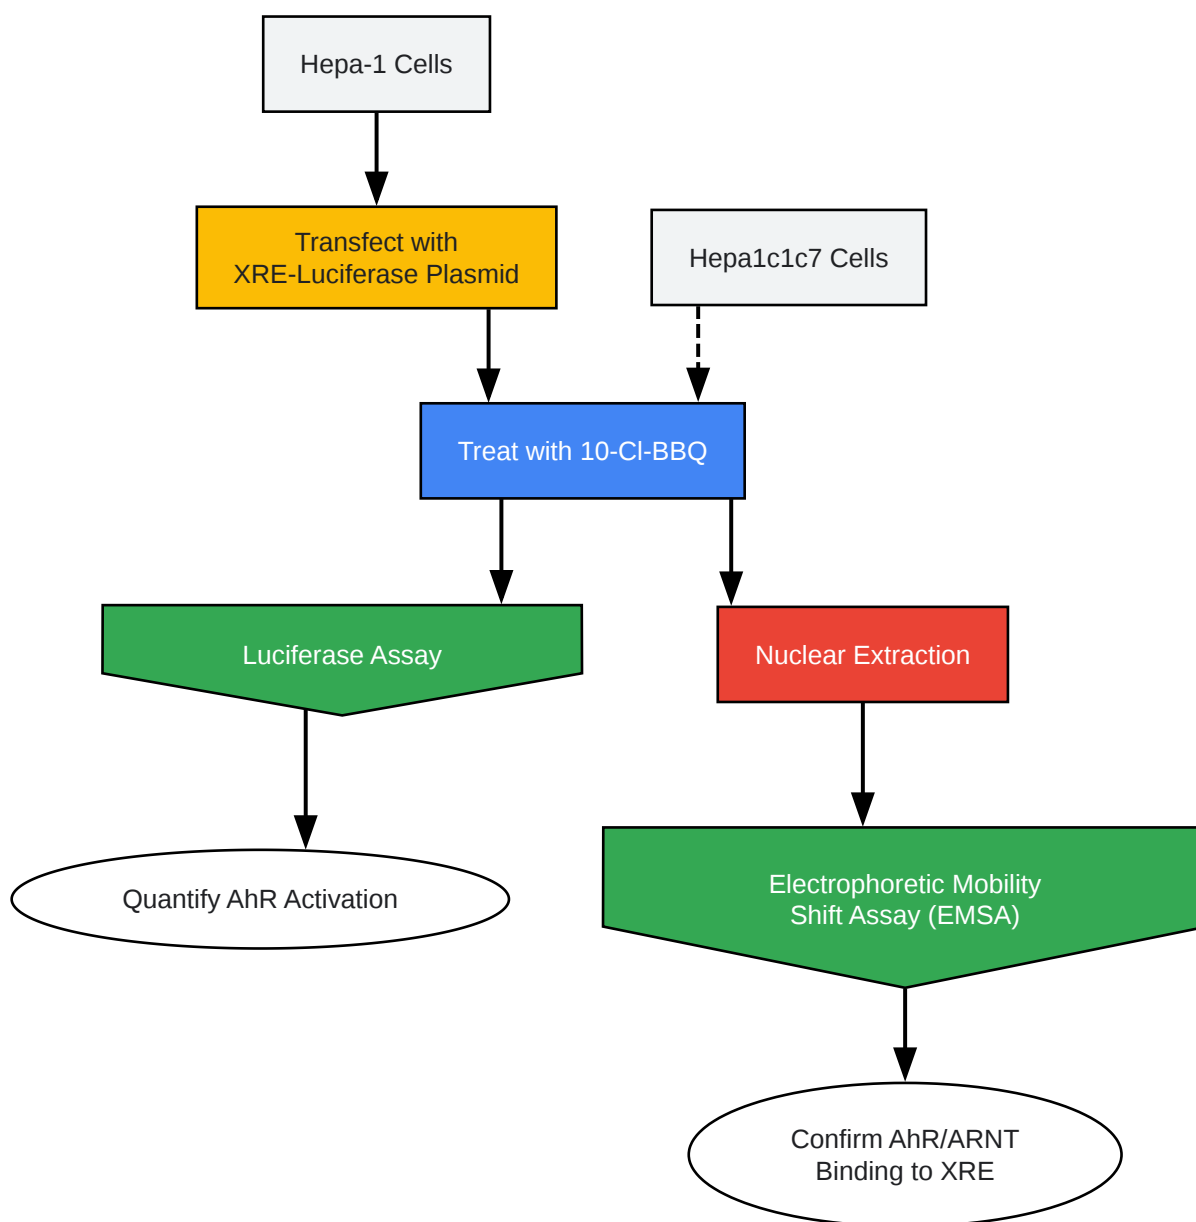 Hepa-1 Cells
Transfect with
XRE-Luciferase Plasmid
Hepa1c1c7 Cells
Treat with 10-Cl-BBQ
Luciferase Assay
Nuclear Extraction
Quantify AhR Activation
Electrophoretic Mobility
Shift Assay (EMSA)
Confirm AhR/ARNT
Binding to XRE